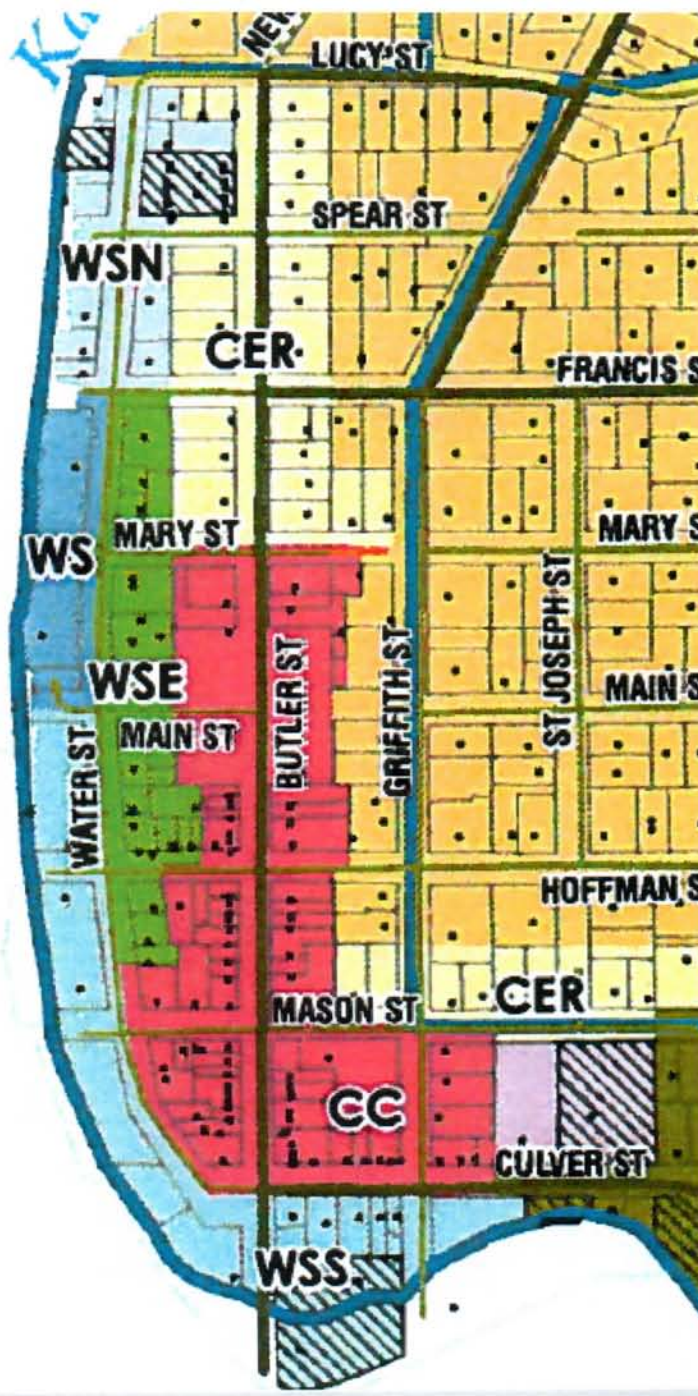 LUCY ST
SPEAR ST
WSN
CER
FRANCIS
MARY ST
MARY
WS
WSE
MAIN ST
MAIN
WATER ST
BUTLER ST
GRIFFITH ST
ST JOSEPH ST
HOFFMAN
CER
MASON ST
CC
CULVER ST
WSS